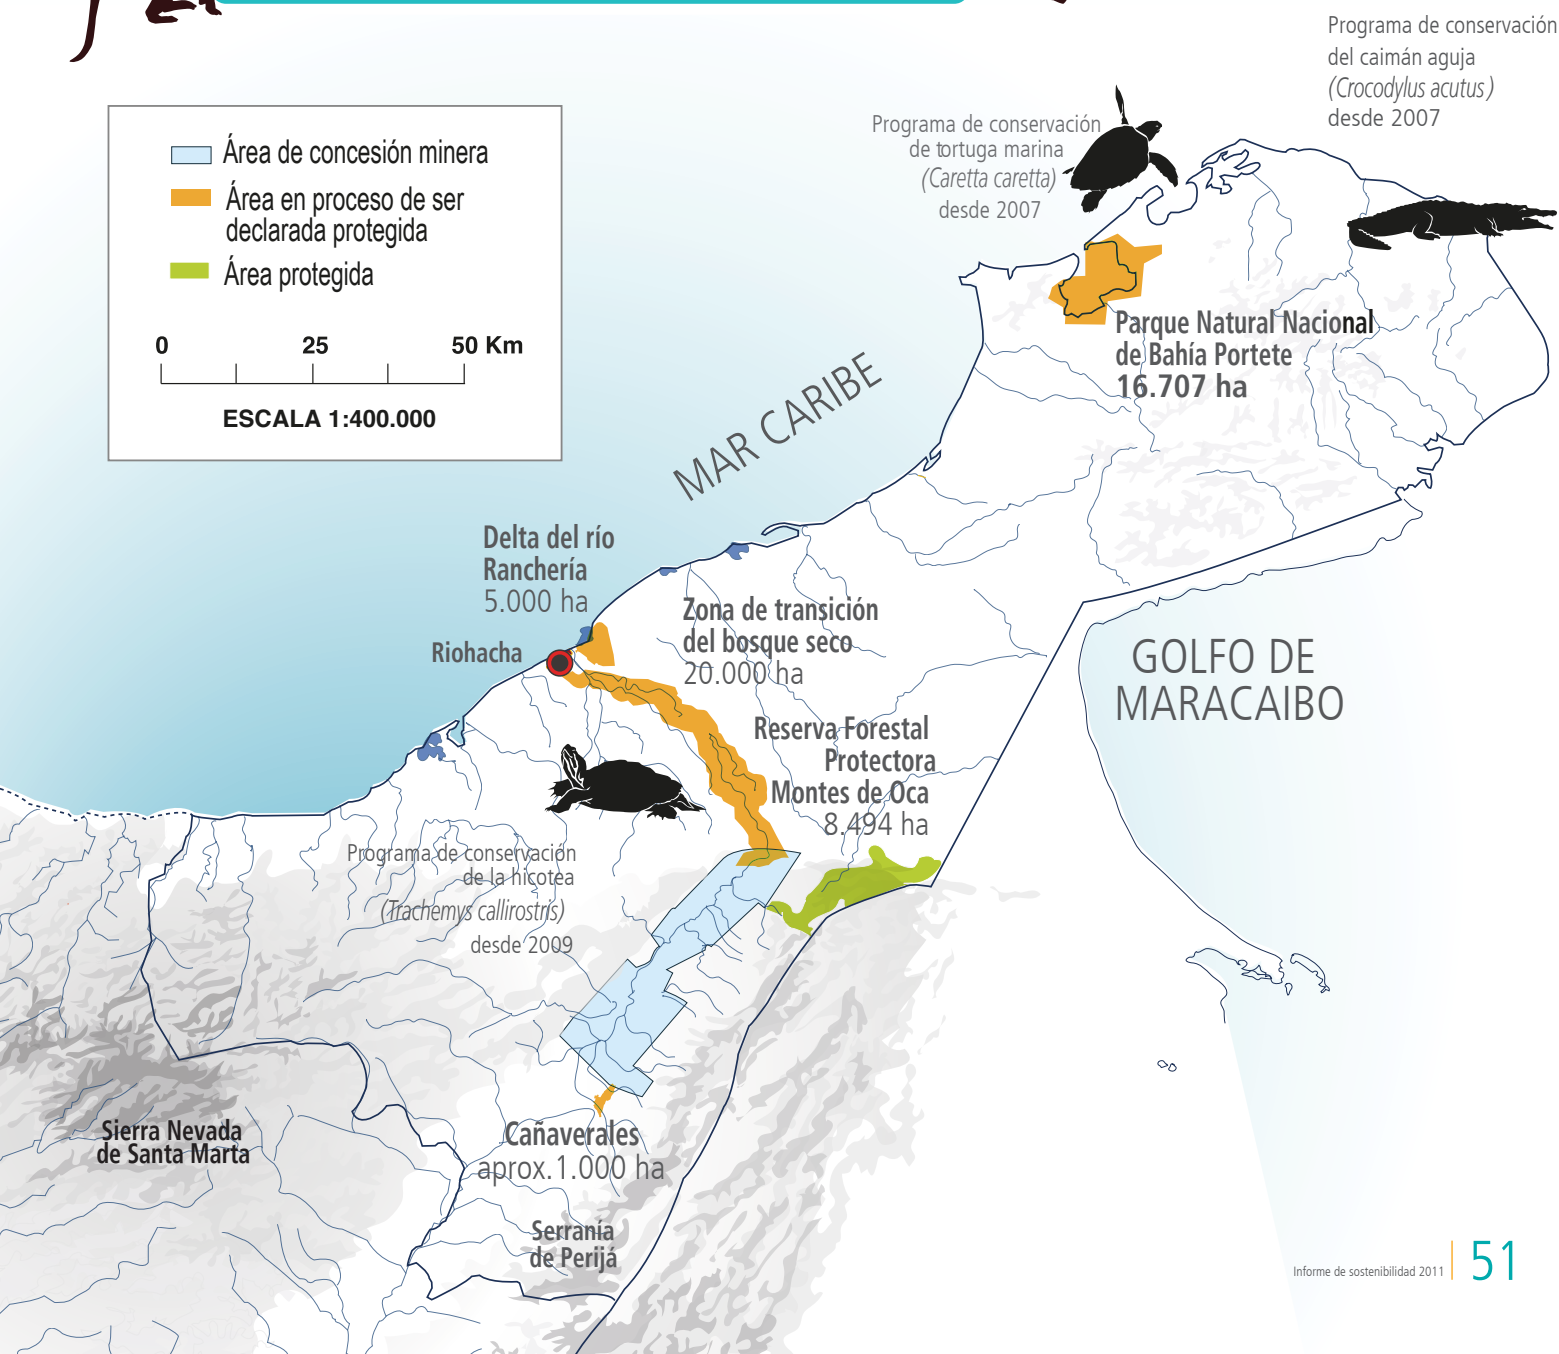 Programa de conservación
del caimán aguja
(Crocodylus acutus)
desde 2007
Programa de conservación
de tortuga marina
(Caretta caretta)
desde 2007
Área de concesión minera
Área en proceso de ser
declarada protegida
Área protegida
0 25 50 Km
ESCALA 1:400.000
Parque Natural Nacional
de Bahía Portete
16.707 ha
MAR CARIBE
Delta del río
Ranchería
5.000 ha
Riohacha
Zona de transición
del bosque seco
20.000 ha
GOLFO DE
MARACAIBO
Reserva Forestal
Protectora
Montes de Oca
8.494 ha
Programa de conservación
de la hicotea
(Trachemys callirostris)
desde 2009
Sierra Nevada
de Santa Marta
Cañaverales
aprox. 1.000 ha
Serranía
de Perijá
Informe de sostenibilidad 2011 51